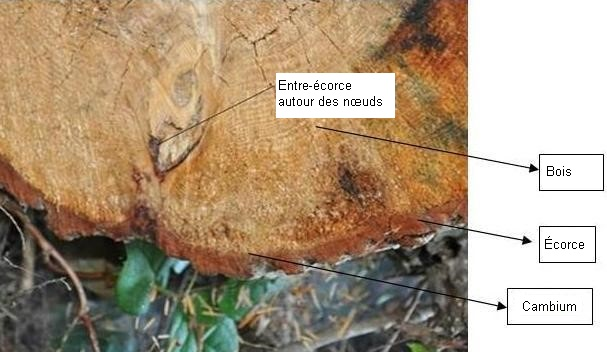 Entre-écorce
autour des nœuds
Bois
Écorce
Cambium